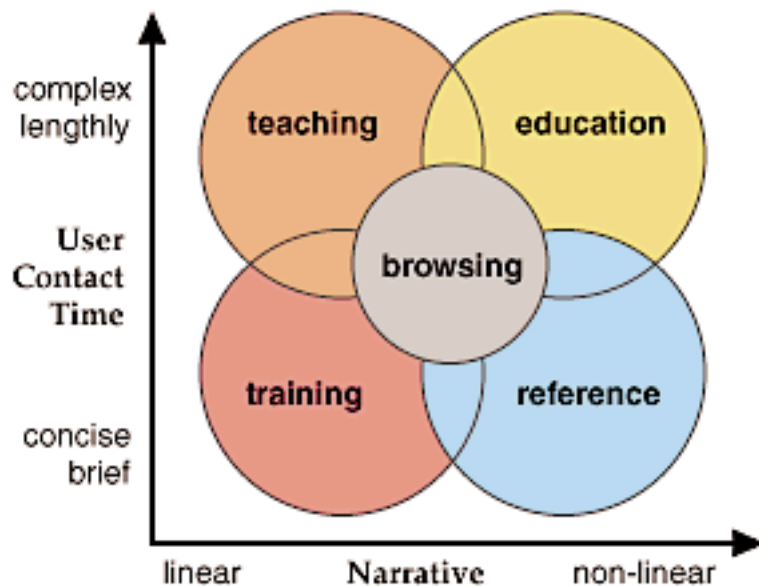 complex
lengthly
teaching
education
User
Contact
Time
browsing
training
reference
concise
brief
linear
Narrative
non-linear